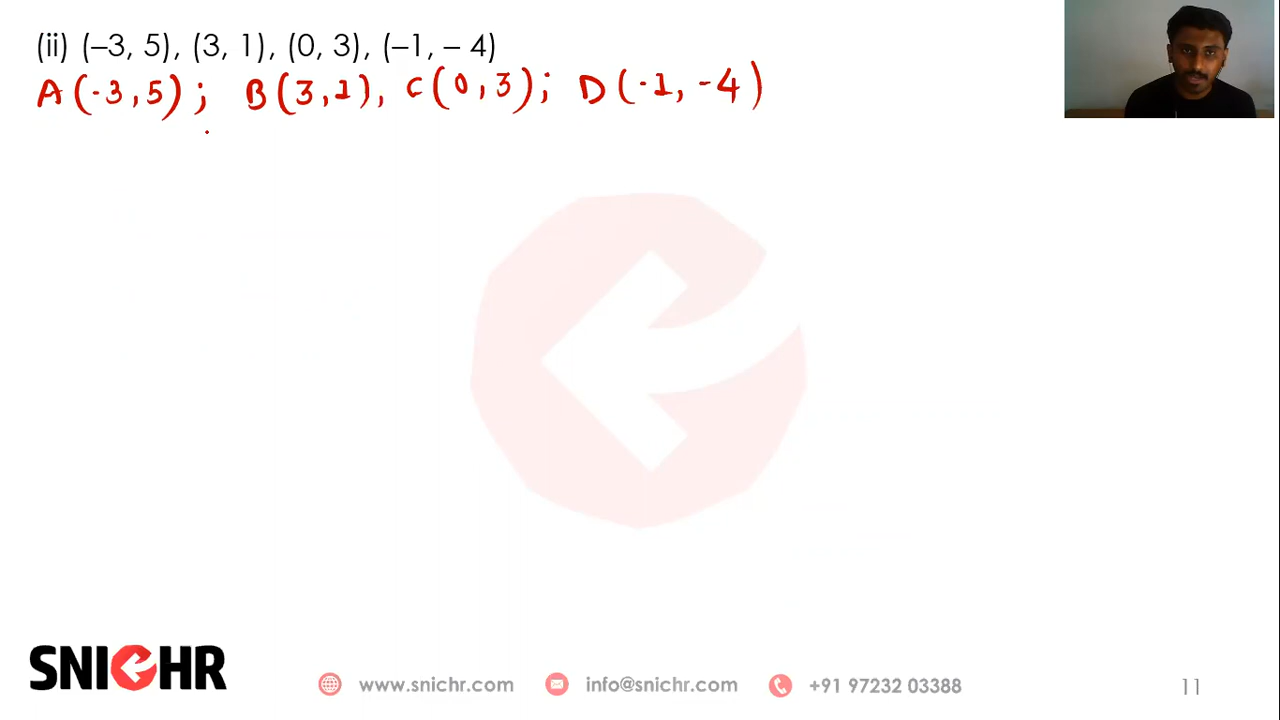 (ii) (–3, 5), (3, 1), (0, 3), (–1, – 4)
A(-3,5); B(3,1), C(0,3); D(-1, -4)
SNICHR www.snichr.com info@snichr.com +91 97232 03388 11